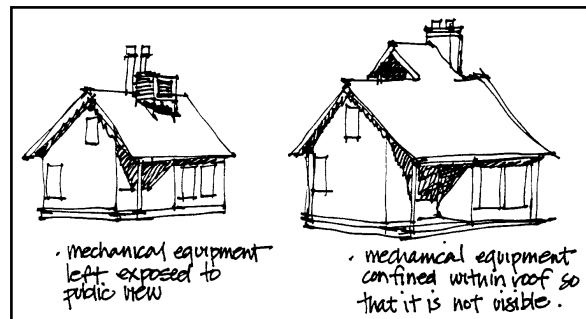 . mechanical equipment
left exposed to
public view
. mechanical equipment
confined within roof so
that it is not visible.